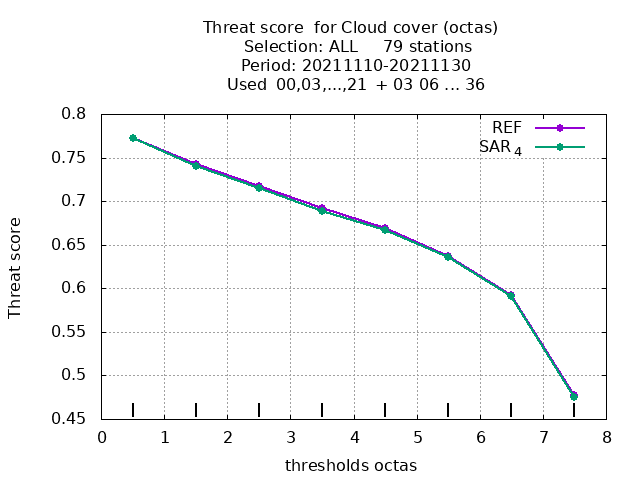 Threat score  for Cloud cover (octas)
Selection: ALL     79 stations
Period: 20211110-20211130
Used  00,03,...,21  + 03 06 ... 36
REF
SAR 4
0.8
0.75
0.7
0.65
0.6
0.55
0.5
0.45
Threat score
0 1 2 3 4 5 6 7 8
thresholds octas